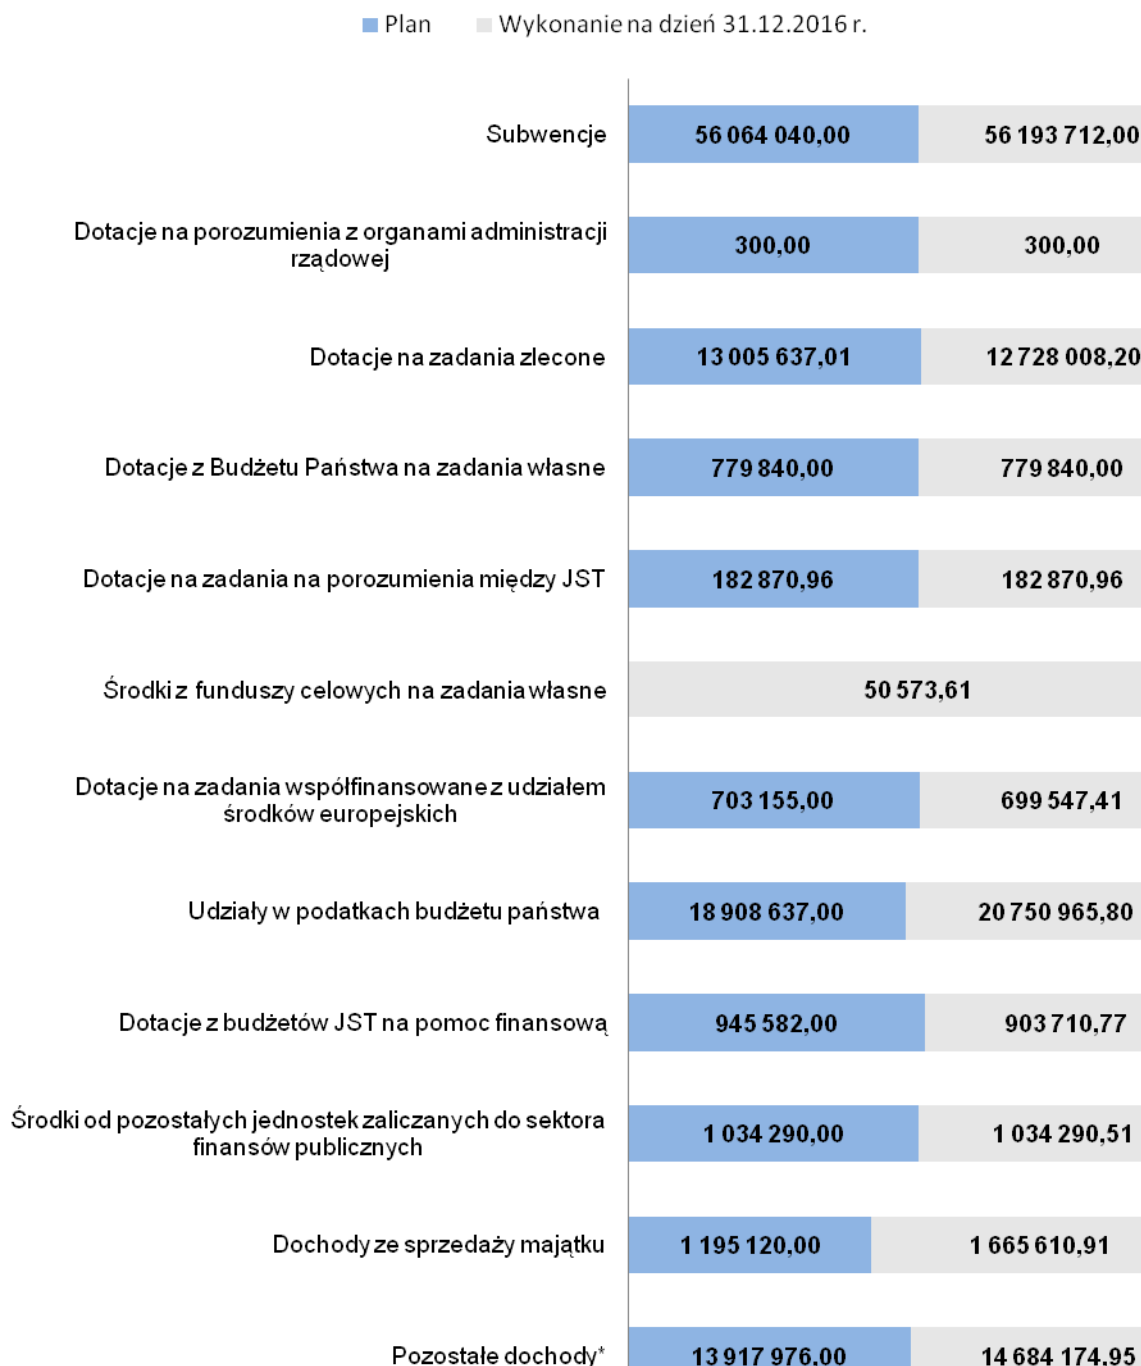 Plan Wykonanie na dzień 31.12.2016 r.
Subwencje 56 064 040,00 56 193 712,00
Dotacje na porozumienia z organami administracji
rządowej 300,00 300,00
Dotacje na zadania zlecone 13 005 637,01 12 728 008,20
Dotacje z Budżetu Państwa na zadania własne 779 840,00 779 840,00
Dotacje na zadania na porozumienia między JST 182 870,96 182 870,96
Środki z funduszy celowych na zadania własne 50 573,61
Dotacje na zadania współfinansowane z udziałem
środków europejskich 703 155,00 699 547,41
Udziały w podatkach budżetu państwa 18 908 637,00 20 750 965,80
Dotacje z budżetów JST na pomoc finansową 945 582,00 903 710,77
Środki od pozostałych jednostek zaliczanych do sektora
finansów publicznych 1 034 290,00 1 034 290,51
Dochody ze sprzedaży majątku 1 195 120,00 1 665 610,91
Pozostałe dochody* 13 917 976,00 14 684 174,95